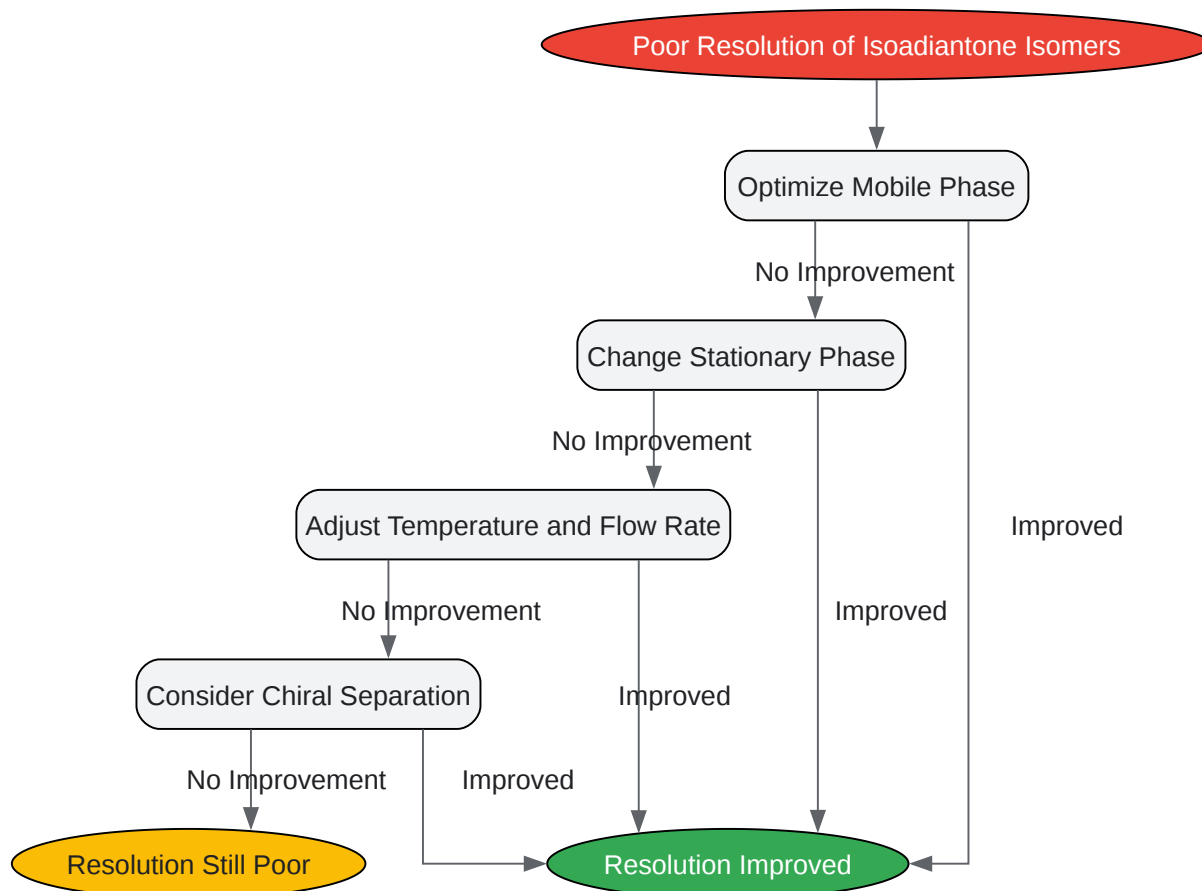 Poor Resolution of Isoadiantone Isomers
Optimize Mobile Phase
No Improvement
Change Stationary Phase
No Improvement
Adjust Temperature and Flow Rate
Improved
No Improvement
Improved
Consider Chiral Separation
Improved
No Improvement
Improved
Resolution Still Poor
Resolution Improved